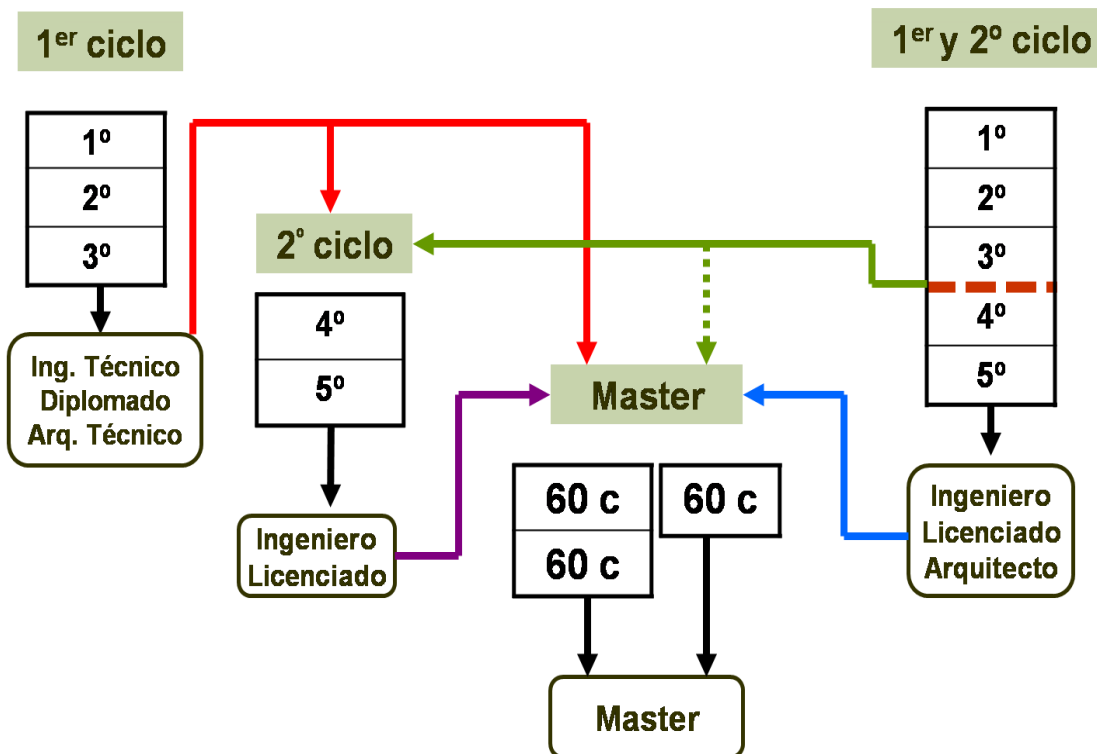 1er ciclo
1º
2º
3º
Ing. Técnico
Diplomado
Arq. Técnico
2º ciclo
4º
5º
Ingeniero
Licenciado
Master
60 c
60 c
60 c
Master
1er y 2º ciclo
1º
2º
3º
4º
5º
Ingeniero
Licenciado
Arquitecto